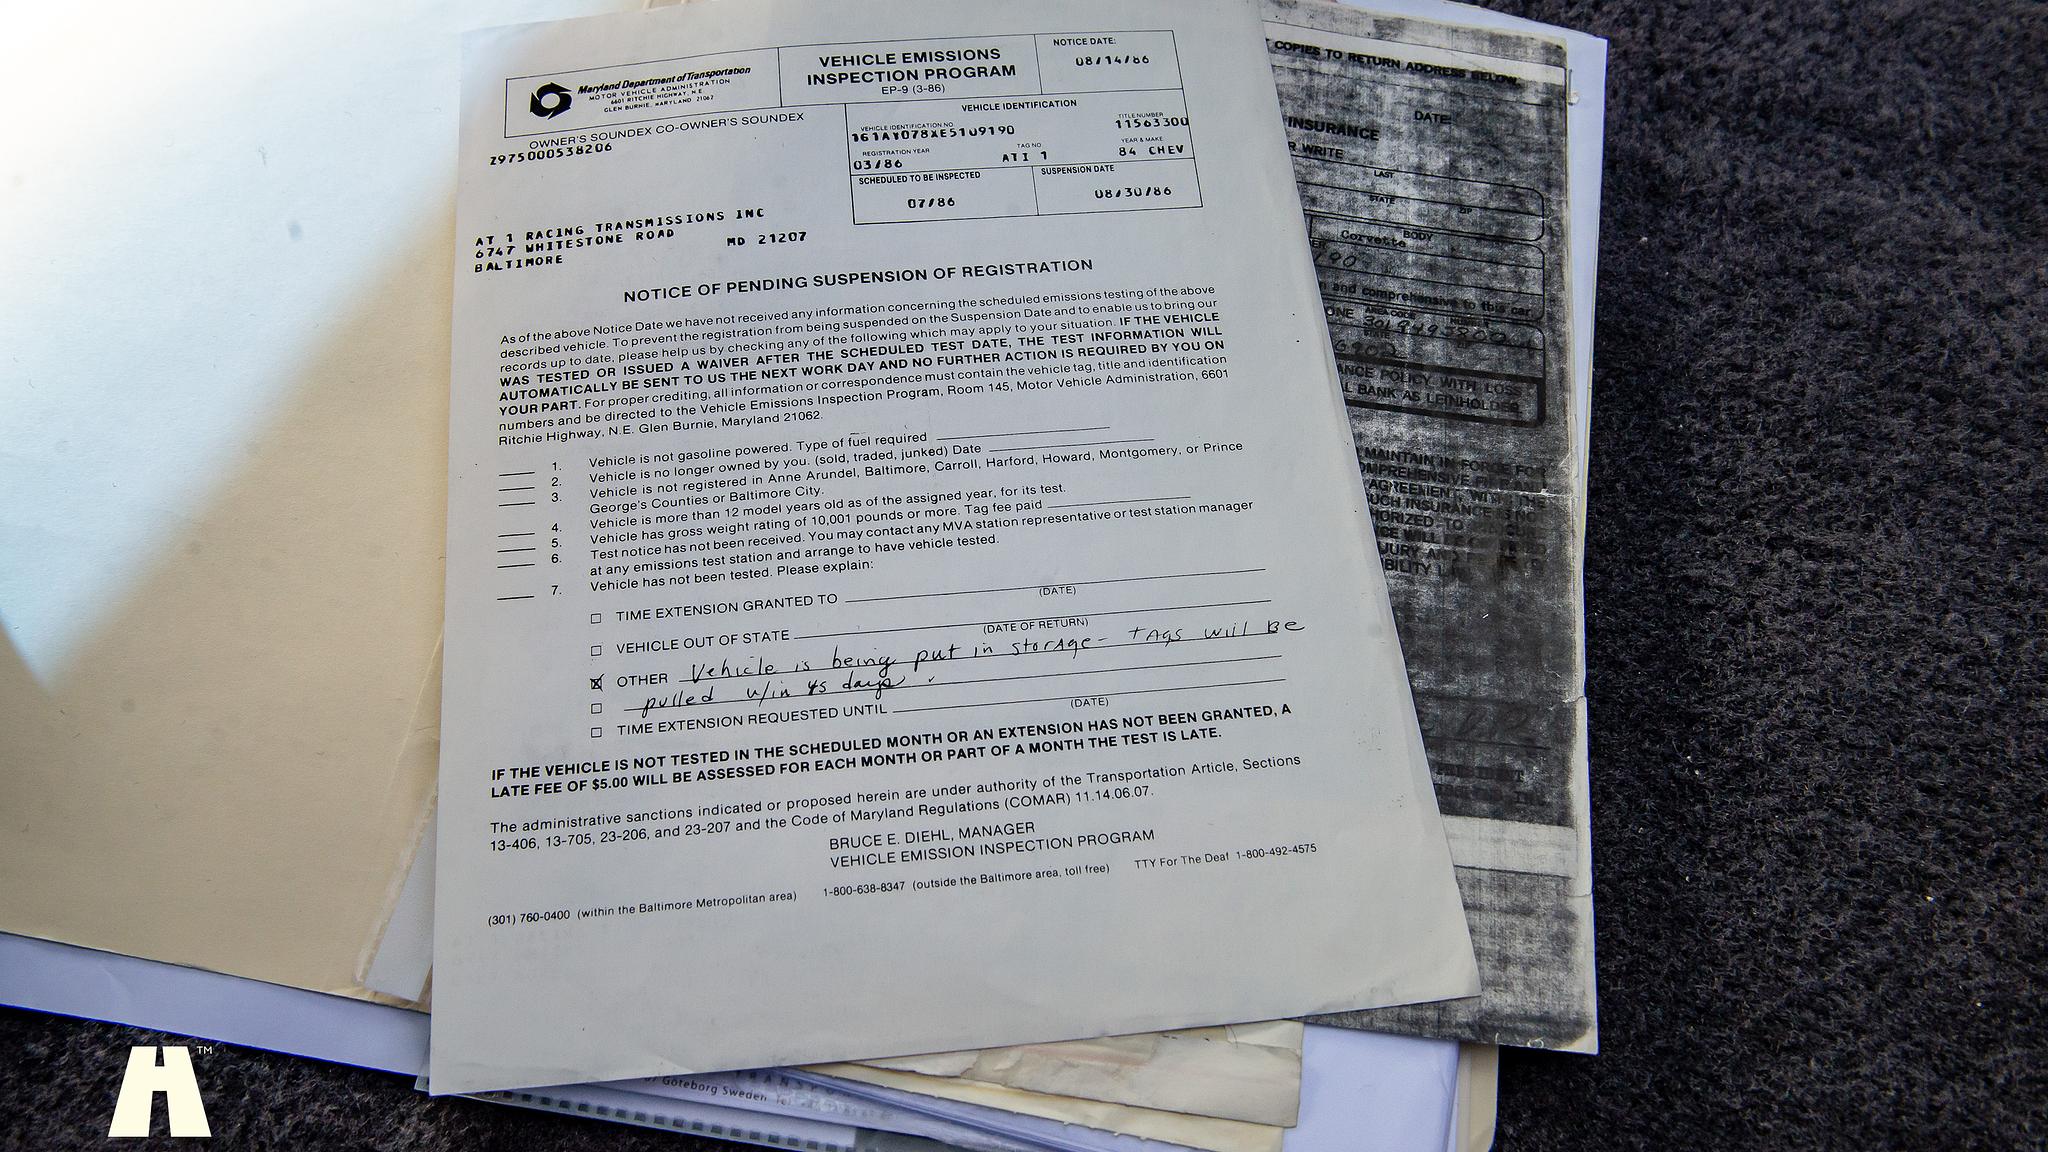 Maryland Department of Transportation
MOTOR VEHICLE ADMINISTRATION
6601 RITCHIE HIGHWAY, N.E.
GLEN BURNIE, MARYLAND 21062
VEHICLE EMISSIONS
INSPECTION PROGRAM
EP-9 (3-86)
NOTICE DATE:
08/14/86
OWNER'S SOUNDEX CO-OWNER'S SOUNDEX
Z975000538206
VEHICLE IDENTIFICATION
VEHICLE IDENTIFICATION NO.
TITLE NUMBER
1G1AY078XE5109190
11563300
REGISTRATION YEAR
TAG NO
YEAR & MAKE
03/86
ATI 1
84 CHEV
SCHEDULED TO BE INSPECTED
SUSPENSION DATE
07/86
08/30/86
AT 1 RACING TRANSMISSIONS INC
6747 WHITESTONE ROAD
BALTIMORE MD 21207
NOTICE OF PENDING SUSPENSION OF REGISTRATION
As of the above Notice Date we have not received any information concerning the scheduled emissions testing of the above
described vehicle. To prevent the registration from being suspended on the Suspension Date and to enable us to bring our
records up to date, please help us by checking any of the following which may apply to your situation. IF THE VEHICLE
WAS TESTED OR ISSUED A WAIVER AFTER THE SCHEDULED TEST DATE, THE TEST INFORMATION WILL
AUTOMATICALLY BE SENT TO US THE NEXT WORK DAY AND NO FURTHER ACTION IS REQUIRED BY YOU ON
YOUR PART. For proper crediting, all information or correspondence must contain the vehicle tag, title and identification
numbers and be directed to the Vehicle Emissions Inspection Program, Room 145, Motor Vehicle Administration, 6601
Ritchie Highway, N.E. Glen Burnie, Maryland 21062.
1. Vehicle is not gasoline powered. Type of fuel required
2. Vehicle is no longer owned by you. (sold, traded, junked) Date
3. Vehicle is not registered in Anne Arundel, Baltimore, Carroll, Harford, Howard, Montgomery, or Prince
George's Counties or Baltimore City.
4. Vehicle is more than 12 model years old as of the assigned year, for its test.
5. Vehicle has gross weight rating of 10,001 pounds or more. Tag fee paid
6. Test notice has not been received. You may contact any MVA station representative or test station manager
at any emissions test station and arrange to have vehicle tested.
7. Vehicle has not been tested. Please explain:
TIME EXTENSION GRANTED TO
(DATE)
VEHICLE OUT OF STATE
(DATE OF RETURN)
OTHER Vehicle is being put in storage - tags will be
pulled w/in 45 days.
TIME EXTENSION REQUESTED UNTIL
(DATE)
IF THE VEHICLE IS NOT TESTED IN THE SCHEDULED MONTH OR AN EXTENSION HAS NOT BEEN GRANTED, A
LATE FEE OF $5.00 WILL BE ASSESSED FOR EACH MONTH OR PART OF A MONTH THE TEST IS LATE.
The administrative sanctions indicated or proposed herein are under authority of the Transportation Article, Sections
13-406, 13-705, 23-206, and 23-207 and the Code of Maryland Regulations (COMAR) 11.14.06.07.
BRUCE E. DIEHL, MANAGER
VEHICLE EMISSION INSPECTION PROGRAM
(301) 760-0400 (within the Baltimore Metropolitan area) 1-800-638-8347 (outside the Baltimore area, toll free) TTY For The Deaf 1-800-492-4575
COPIES TO RETURN ADDRESS BELOW
DATE:
INSURANCE
R WRITE
LAST
STATE ZIP
BODY
Corvette
190
and comprehensive to this car
AREA CODE
POLICY WITH LOSS
BANK AS LEINHOLDER
MAINTAIN IN FORCE FOR
Göteborg Sweden
H™